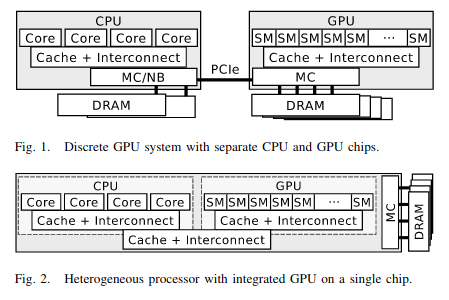 CPU
Core Core Core Core
Cache + Interconnect
MC/NB
DRAM
PCIe
GPU
SM SM SM SM SM ... SM
Cache + Interconnect
MC
DRAM
Fig. 1. Discrete GPU system with separate CPU and GPU chips.
CPU
Core Core Core Core
Cache + Interconnect
GPU
SM SM SM SM SM ... SM
Cache + Interconnect
Cache + Interconnect
MC
DRAM
Fig. 2. Heterogeneous processor with integrated GPU on a single chip.